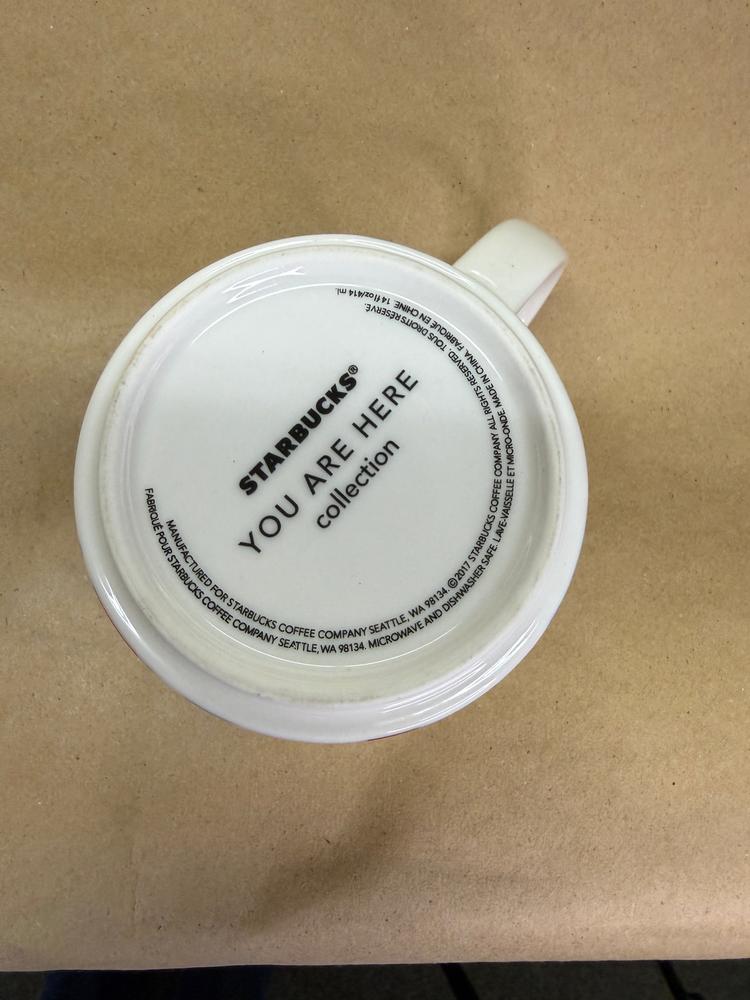 STARBUCKS®
YOU ARE HERE
collection
MANUFACTURED FOR STARBUCKS COFFEE COMPANY SEATTLE, WA 98134. ©2017 STARBUCKS COFFEE COMPANY ALL RIGHTS RESERVED. TOUS DROITS RESERVÉ.
FABRIQUÉ POUR STARBUCKS COFFEE COMPANY SEATTLE, WA 98134. MICROWAVE AND DISHWASHER SAFE. LAVE-VAISSELLE ET MICRO-ONDE. MADE IN CHINA. FABRIQUE EN CHINE. 14 fl oz/414 ml.